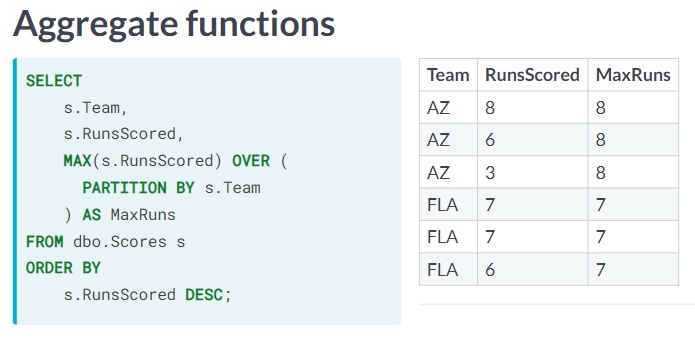 Aggregate functions
SELECT
s.Team,
s.RunsScored,
MAX(s.RunsScored) OVER (
PARTITION BY s.Team
) AS MaxRuns
FROM dbo.Scores s
ORDER BY
s.RunsScored DESC;
Team RunsScored MaxRuns
AZ 8 8
AZ 6 8
AZ 3 8
FLA 7 7
FLA 7 7
FLA 6 7